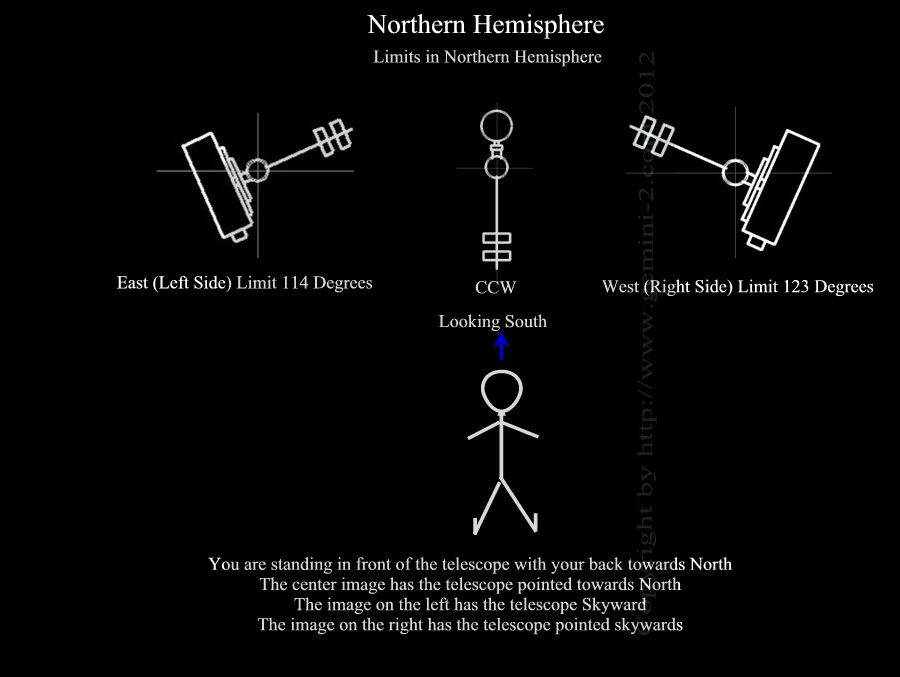 Northern Hemisphere
Limits in Northern Hemisphere
East (Left Side) Limit 114 Degrees
CCW
West (Right Side) Limit 123 Degrees
Looking South
You are standing in front of the telescope with your back towards North
The center image has the telescope pointed towards North
The image on the left has the telescope Skyward
The image on the right has the telescope pointed skywards
Copyright by http://www.gemini-2.com 2012